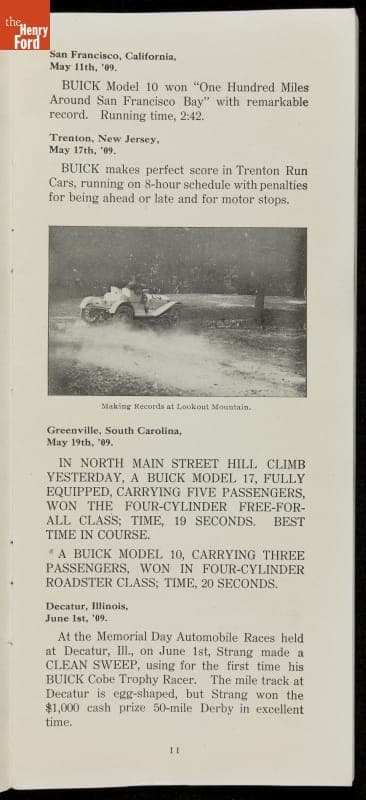 the
Henry
Ford
San Francisco, California,
May 11th, '09.
BUICK Model 10 won "One Hundred Miles
Around San Francisco Bay" with remarkable
record. Running time, 2:42.
Trenton, New Jersey,
May 17th, '09.
BUICK makes perfect score in Trenton Run
Cars, running on 8-hour schedule with penalties
for being ahead or late and for motor stops.
Making Records at Lookout Mountain.
Greenville, South Carolina,
May 19th, '09.
IN NORTH MAIN STREET HILL CLIMB
YESTERDAY, A BUICK MODEL 17, FULLY
EQUIPPED, CARRYING FIVE PASSENGERS,
WON THE FOUR-CYLINDER FREE-FOR-
ALL CLASS; TIME, 19 SECONDS. BEST
TIME IN COURSE.
A BUICK MODEL 10, CARRYING THREE
PASSENGERS, WON IN FOUR-CYLINDER
ROADSTER CLASS; TIME, 20 SECONDS.
Decatur, Illinois,
June 1st, '09.
At the Memorial Day Automobile Races held
at Decatur, Ill., on June 1st, Strang made a
CLEAN SWEEP, using for the first time his
BUICK Cobe Trophy Racer. The mile track at
Decatur is egg-shaped, but Strang won the
$1,000 cash prize 50-mile Derby in excellent
time.
11